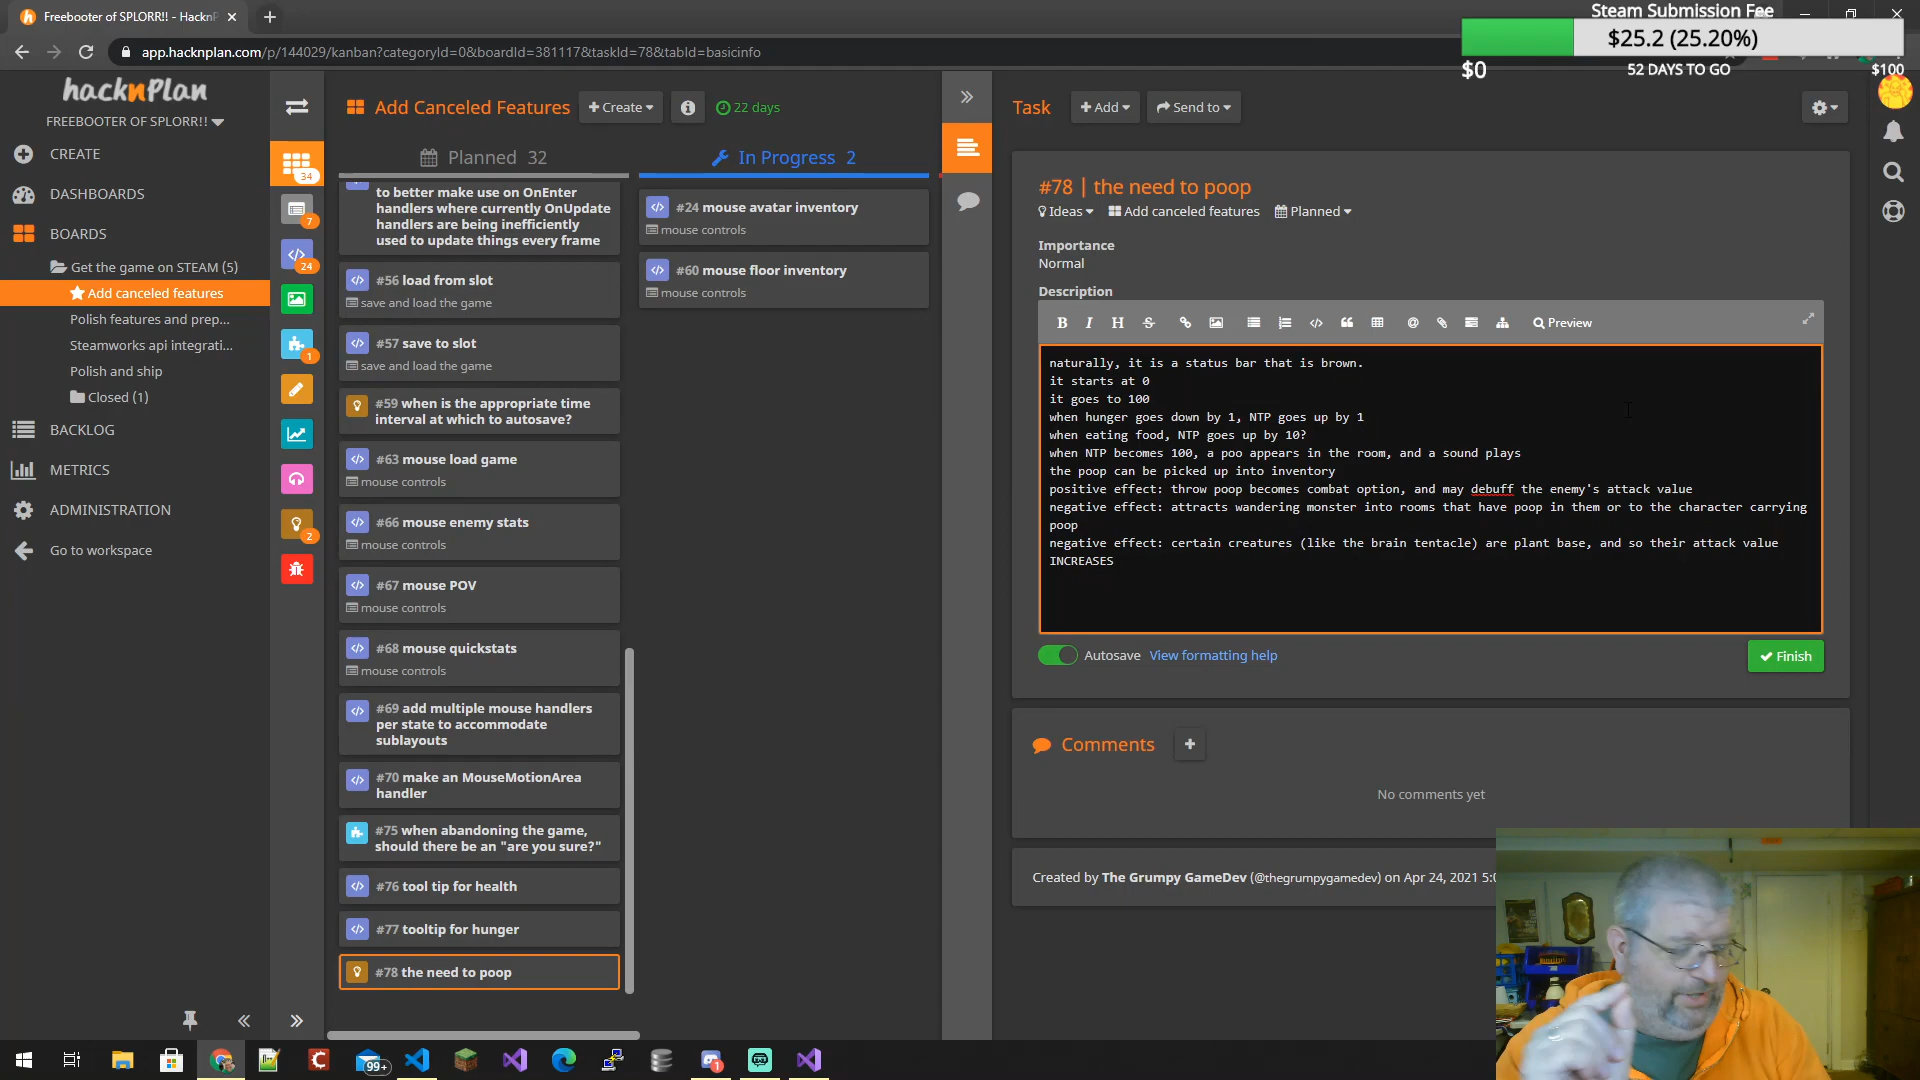 Freebooter of SPLORR!! - HacknP
app.hacknplan.com/p/144029/kanban?categoryId=0&boardId=381117&taskId=78&tabId=basicinfo
Steam Submission Fee
$25.2 (25.20%)
$0
52 DAYS TO GO
$100
hacknPlan
FREEBOOTER OF SPLORR!!
CREATE
DASHBOARDS
BOARDS
Get the game on STEAM (5)
Add canceled features
Polish features and prep...
Steamworks api integrati...
Polish and ship
Closed (1)
BACKLOG
METRICS
ADMINISTRATION
Go to workspace
34
7
24
1
2
Add Canceled Features
Create
22 days
Planned 32
In Progress 2
to better make use on OnEnter
handlers where currently OnUpdate
handlers are being inefficiently
used to update things every frame
#56 load from slot
save and load the game
#57 save to slot
save and load the game
#59 when is the appropriate time
interval at which to autosave?
#63 mouse load game
mouse controls
#66 mouse enemy stats
mouse controls
#67 mouse POV
mouse controls
#68 mouse quickstats
mouse controls
#69 add multiple mouse handlers
per state to accommodate
sublayouts
#70 make an MouseMotionArea
handler
#75 when abandoning the game,
should there be an "are you sure?"
#76 tool tip for health
#77 tooltip for hunger
#78 the need to poop
#24 mouse avatar inventory
mouse controls
#60 mouse floor inventory
mouse controls
Task
Add
Send to
#78 | the need to poop
Ideas
Add canceled features
Planned
Importance
Normal
Description
B I H S
Preview
naturally, it is a status bar that is brown.
it starts at 0
it goes to 100
when hunger goes down by 1, NTP goes up by 1
when eating food, NTP goes up by 10?
when NTP becomes 100, a poo appears in the room, and a sound plays
the poop can be picked up into inventory
positive effect: throw poop becomes combat option, and may debuff the enemy's attack value
negative effect: attracts wandering monster into rooms that have poop in them or to the character carrying
poop
negative effect: certain creatures (like the brain tentacle) are plant base, and so their attack value
INCREASES
Autosave
View formatting help
Finish
Comments
No comments yet
Created by The Grumpy GameDev (@thegrumpygamedev) on Apr 24, 2021 5:0
99+
1